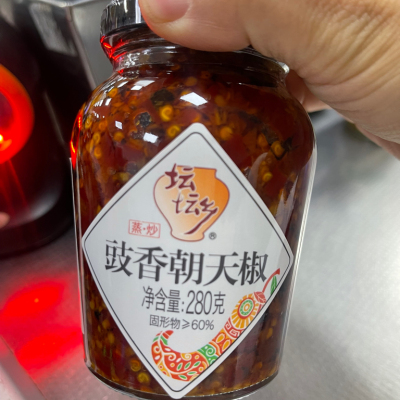 坛
坛乡
®
蒸·炒
豉香朝天椒
净含量:280克
固形物≥60%